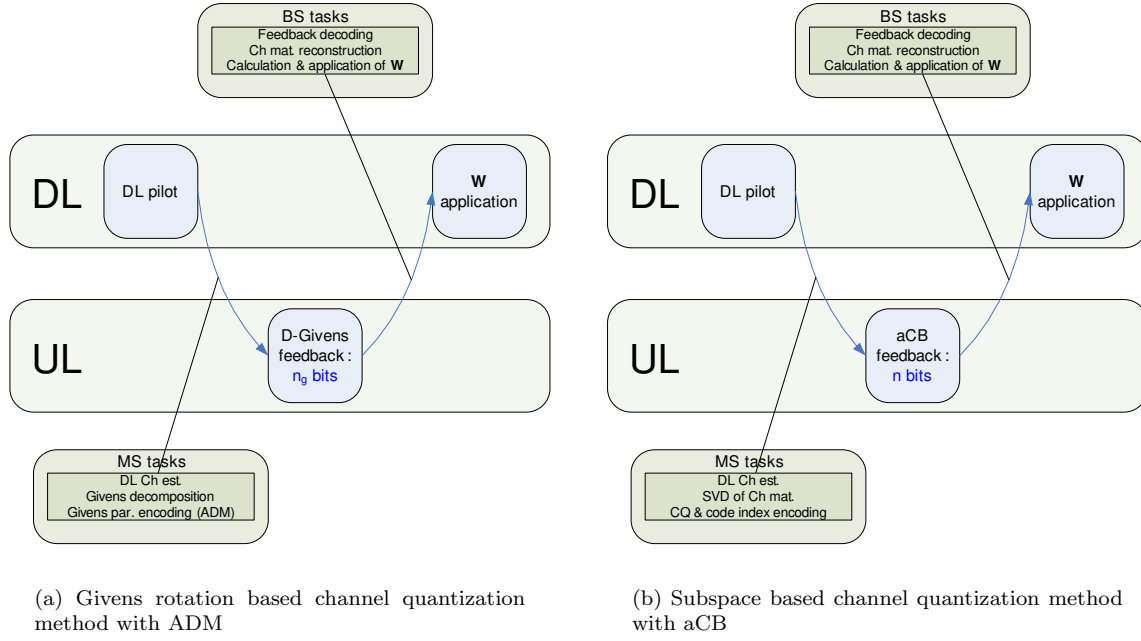 BS tasks
Feedback decoding
Ch mat. reconstruction
Calculation & application of W
DL
DL pilot
W
application
UL
D-Givens
feedback :
n_g bits
MS tasks
DL Ch est.
Givens decomposition
Givens par. encoding (ADM)
(a) Givens rotation based channel quantization
method with ADM
BS tasks
Feedback decoding
Ch mat. reconstruction
Calculation & application of W
DL
DL pilot
W
application
UL
aCB
feedback :
n bits
MS tasks
DL Ch est.
SVD of Ch mat.
CQ & code index encoding
(b) Subspace based channel quantization method
with aCB